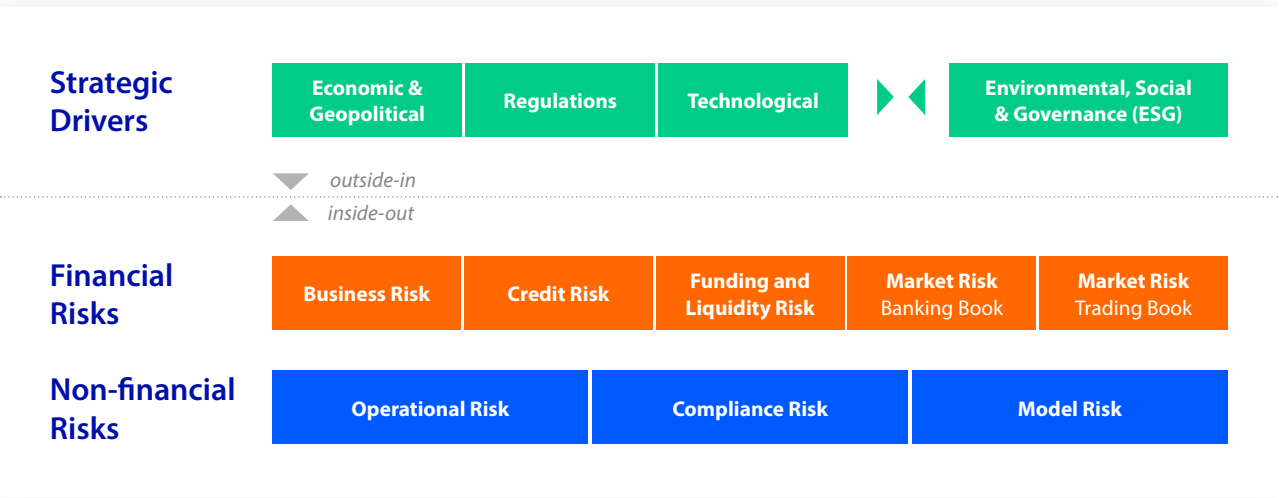 Strategic
Drivers
Economic &
Geopolitical
Regulations
Technological
Environmental, Social
& Governance (ESG)
outside-in
inside-out
Financial
Risks
Business Risk
Credit Risk
Funding and
Liquidity Risk
Market Risk
Banking Book
Market Risk
Trading Book
Non-financial
Risks
Operational Risk
Compliance Risk
Model Risk